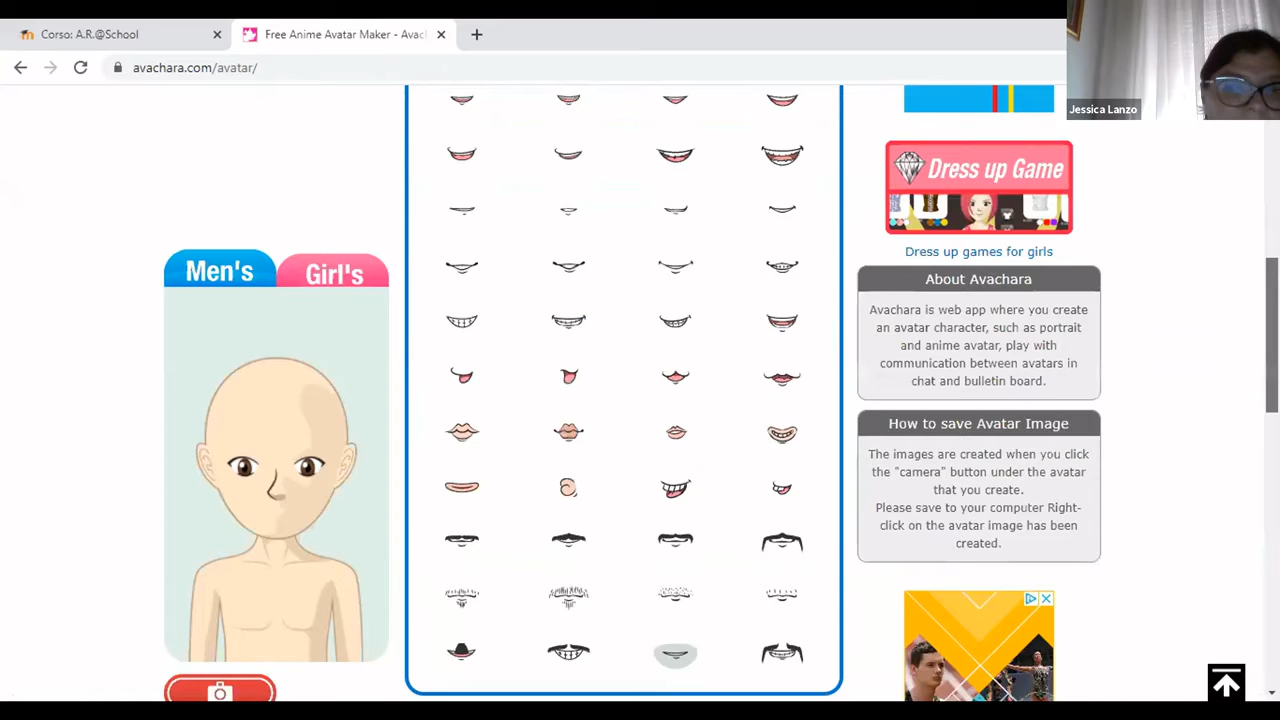 Corso: A.R.@School
Free Anime Avatar Maker - Avac
avachara.com/avatar/
Jessica Lanzo
Dress up Game
Dress up games for girls
About Avachara
Avachara is web app where you create
an avatar character, such as portrait
and anime avatar, play with
communication between avatars in
chat and bulletin board.
How to save Avatar Image
The images are created when you click
the "camera" button under the avatar
that you create.
Please save to your computer Right-
click on the avatar image has been
created.
Men's
Girl's